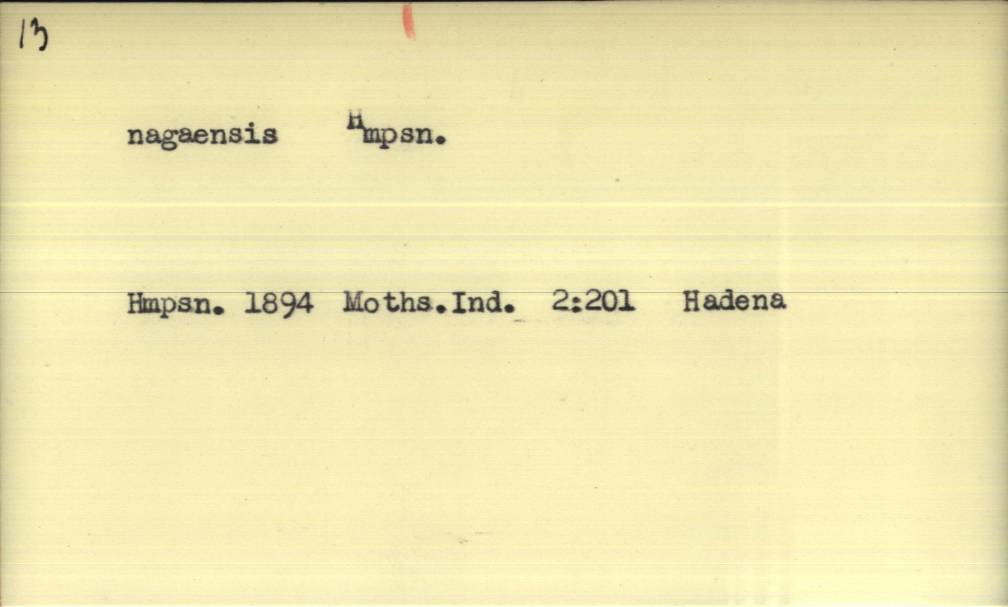 13
nagaensis Hmpsn.
Hmpsn. 1894 Moths.Ind. 2:201 Hadena